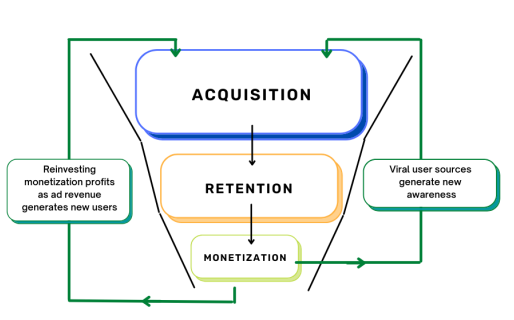 ACQUISITION
Reinvesting
monetization profits
as ad revenue
generates new users
Viral user sources
generate new
awareness
RETENTION
MONETIZATION